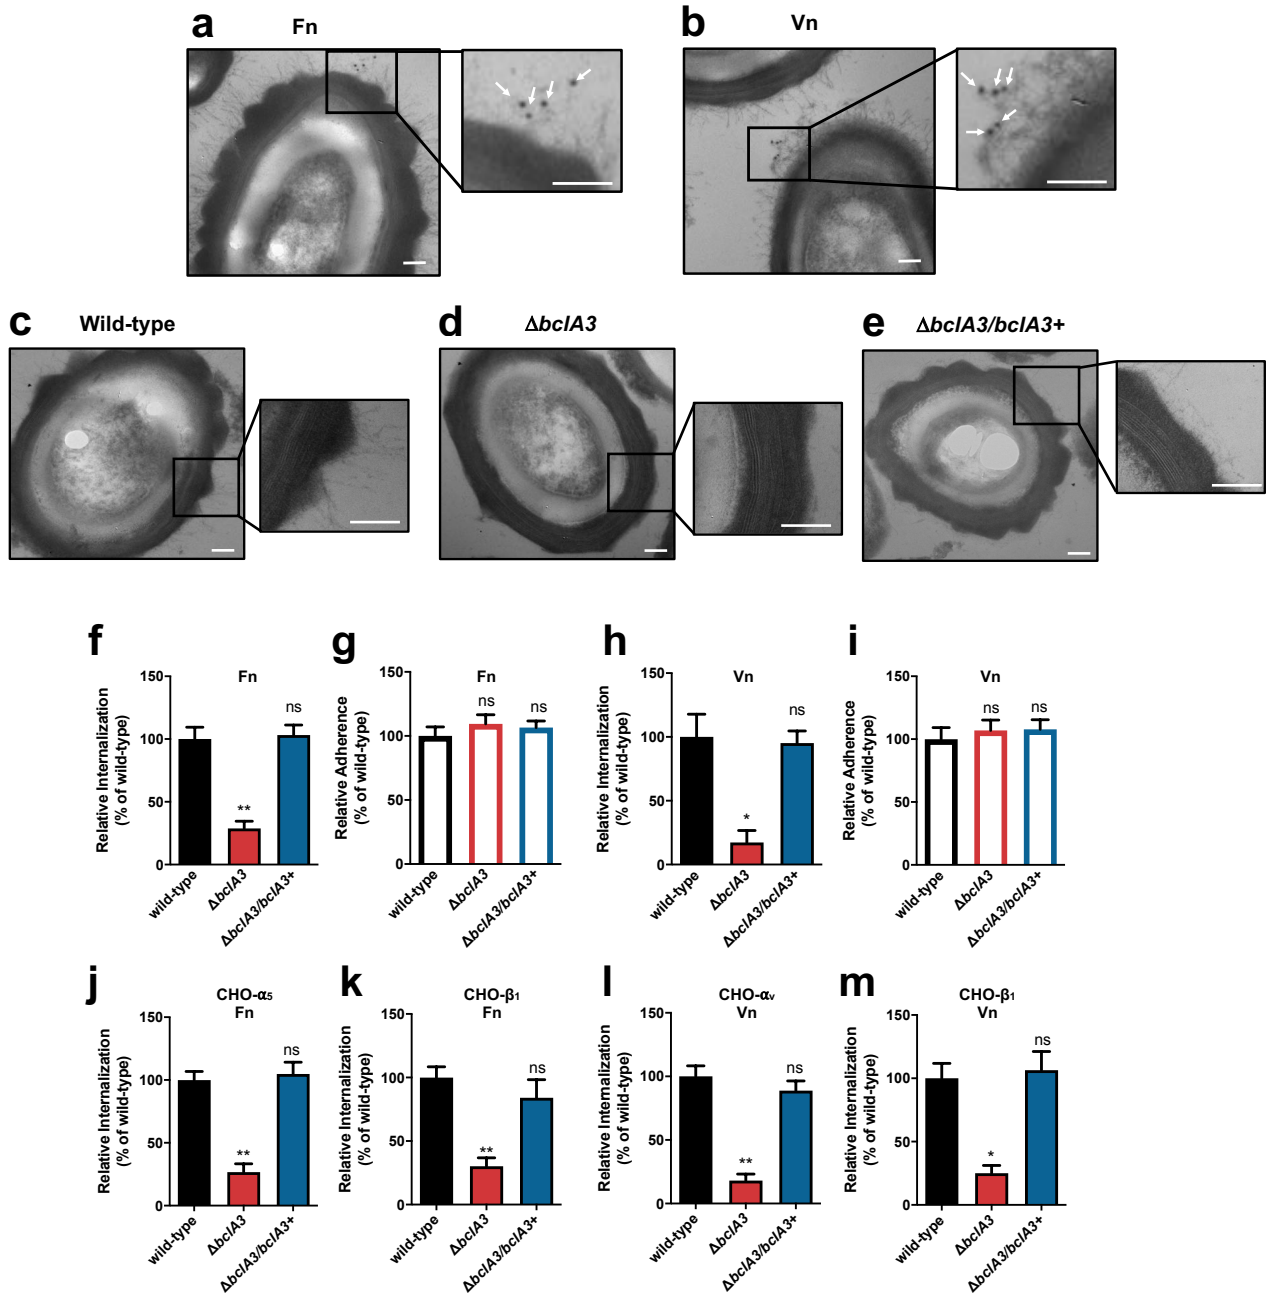 a
Fn
b
Vn
c
Wild-type
d
ΔbclA3
e
ΔbclA3/bclA3+
f
Fn
Relative Internalization
(% of wild-type)
150
100
50
0
**
ns
wild-type
ΔbclA3
ΔbclA3/bclA3+
g
Fn
Relative Adherence
(% of wild-type)
150
100
50
0
ns
ns
wild-type
ΔbclA3
ΔbclA3/bclA3+
h
Vn
Relative Internalization
(% of wild-type)
150
100
50
0
*
ns
wild-type
ΔbclA3
ΔbclA3/bclA3+
i
Vn
Relative Adherence
(% of wild-type)
150
100
50
0
ns
ns
wild-type
ΔbclA3
ΔbclA3/bclA3+
j
CHO-α5
Fn
Relative Internalization
(% of wild-type)
150
100
50
0
**
ns
wild-type
ΔbclA3
ΔbclA3/bclA3+
k
CHO-β1
Fn
Relative Internalization
(% of wild-type)
150
100
50
0
**
ns
wild-type
ΔbclA3
ΔbclA3/bclA3+
l
CHO-αv
Vn
Relative Internalization
(% of wild-type)
150
100
50
0
**
ns
wild-type
ΔbclA3
ΔbclA3/bclA3+
m
CHO-β1
Vn
Relative Internalization
(% of wild-type)
150
100
50
0
*
ns
wild-type
ΔbclA3
ΔbclA3/bclA3+